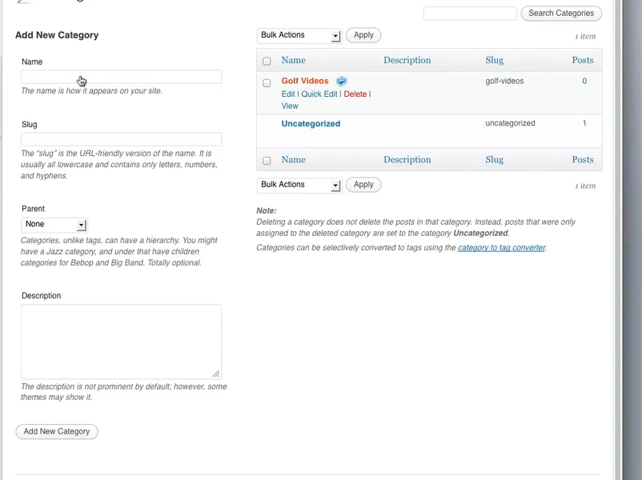 Search Categories
Add New Category
Bulk Actions
Apply
1 item
Name
Description
Slug
Posts
Name
The name is how it appears on your site.
Golf Videos
golf-videos
0
Edit | Quick Edit | Delete |
View
Uncategorized
uncategorized
1
Slug
The "slug" is the URL-friendly version of the name. It is
usually all lowercase and contains only letters, numbers,
and hyphens.
Name
Description
Slug
Posts
Bulk Actions
Apply
1 item
Parent
None
Categories, unlike tags, can have a hierarchy. You might
have a Jazz category, and under that have children
categories for Bebop and Big Band. Totally optional.
Note:
Deleting a category does not delete the posts in that category. Instead, posts that were only
assigned to the deleted category are set to the category Uncategorized.
Categories can be selectively converted to tags using the category to tag converter.
Description
The description is not prominent by default; however, some
themes may show it.
Add New Category